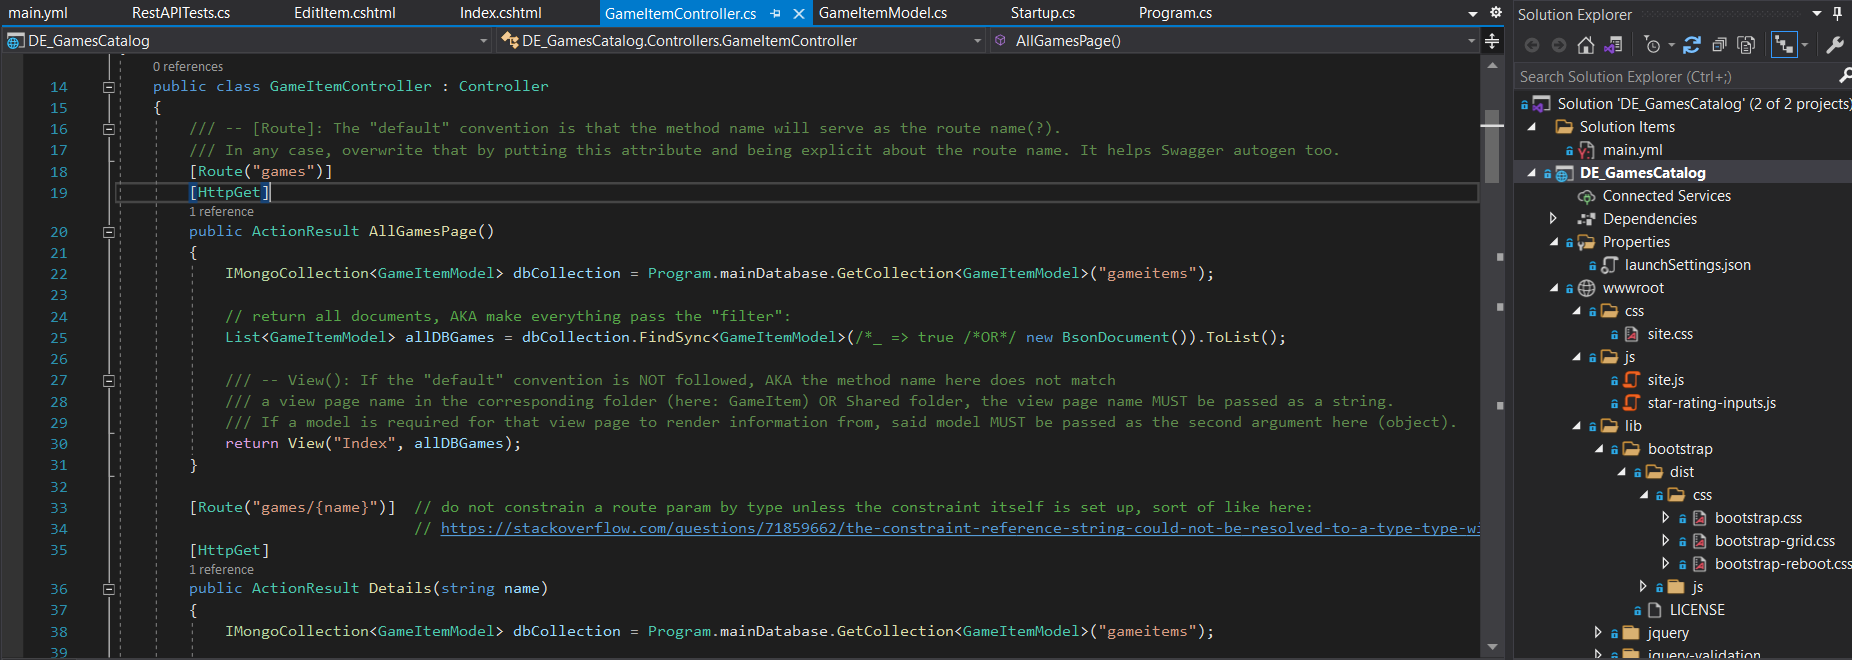 main.yml RestAPITests.cs EditItem.cshtml Index.cshtml GameItemController.cs GameItemModel.cs Startup.cs Program.cs
DE_GamesCatalog DE_GamesCatalog.Controllers.GameItemController AllGamesPage()
0 references
14 public class GameItemController : Controller
15 {
16 /// -- [Route]: The "default" convention is that the method name will serve as the route name(?).
17 /// In any case, overwrite that by putting this attribute and being explicit about the route name. It helps Swagger autogen too.
18 [Route("games")]
19 [HttpGet]
1 reference
20 public ActionResult AllGamesPage()
21 {
22 IMongoCollection<GameItemModel> dbCollection = Program.mainDatabase.GetCollection<GameItemModel>("gameitems");
23
24 // return all documents, AKA make everything pass the "filter":
25 List<GameItemModel> allDBGames = dbCollection.FindSync<GameItemModel>(/*_ => true /*OR*/ new BsonDocument()).ToList();
26
27 /// -- View(): If the "default" convention is NOT followed, AKA the method name here does not match
28 /// a view page name in the corresponding folder (here: GameItem) OR Shared folder, the view page name MUST be passed as a string.
29 /// If a model is required for that view page to render information from, said model MUST be passed as the second argument here (object).
30 return View("Index", allDBGames);
31 }
32
33 [Route("games/{name}")] // do not constrain a route param by type unless the constraint itself is set up, sort of like here:
34 // https://stackoverflow.com/questions/71859662/the-constraint-reference-string-could-not-be-resolved-to-a-type-type-wi
35 [HttpGet]
1 reference
36 public ActionResult Details(string name)
37 {
38 IMongoCollection<GameItemModel> dbCollection = Program.mainDatabase.GetCollection<GameItemModel>("gameitems");
39
Solution Explorer
Search Solution Explorer (Ctrl+;)
Solution 'DE_GamesCatalog' (2 of 2 projects)
Solution Items
main.yml
DE_GamesCatalog
Connected Services
Dependencies
Properties
launchSettings.json
wwwroot
css
site.css
js
site.js
star-rating-inputs.js
lib
bootstrap
dist
css
bootstrap.css
bootstrap-grid.css
bootstrap-reboot.css
js
LICENSE
jquery
jquery-validation